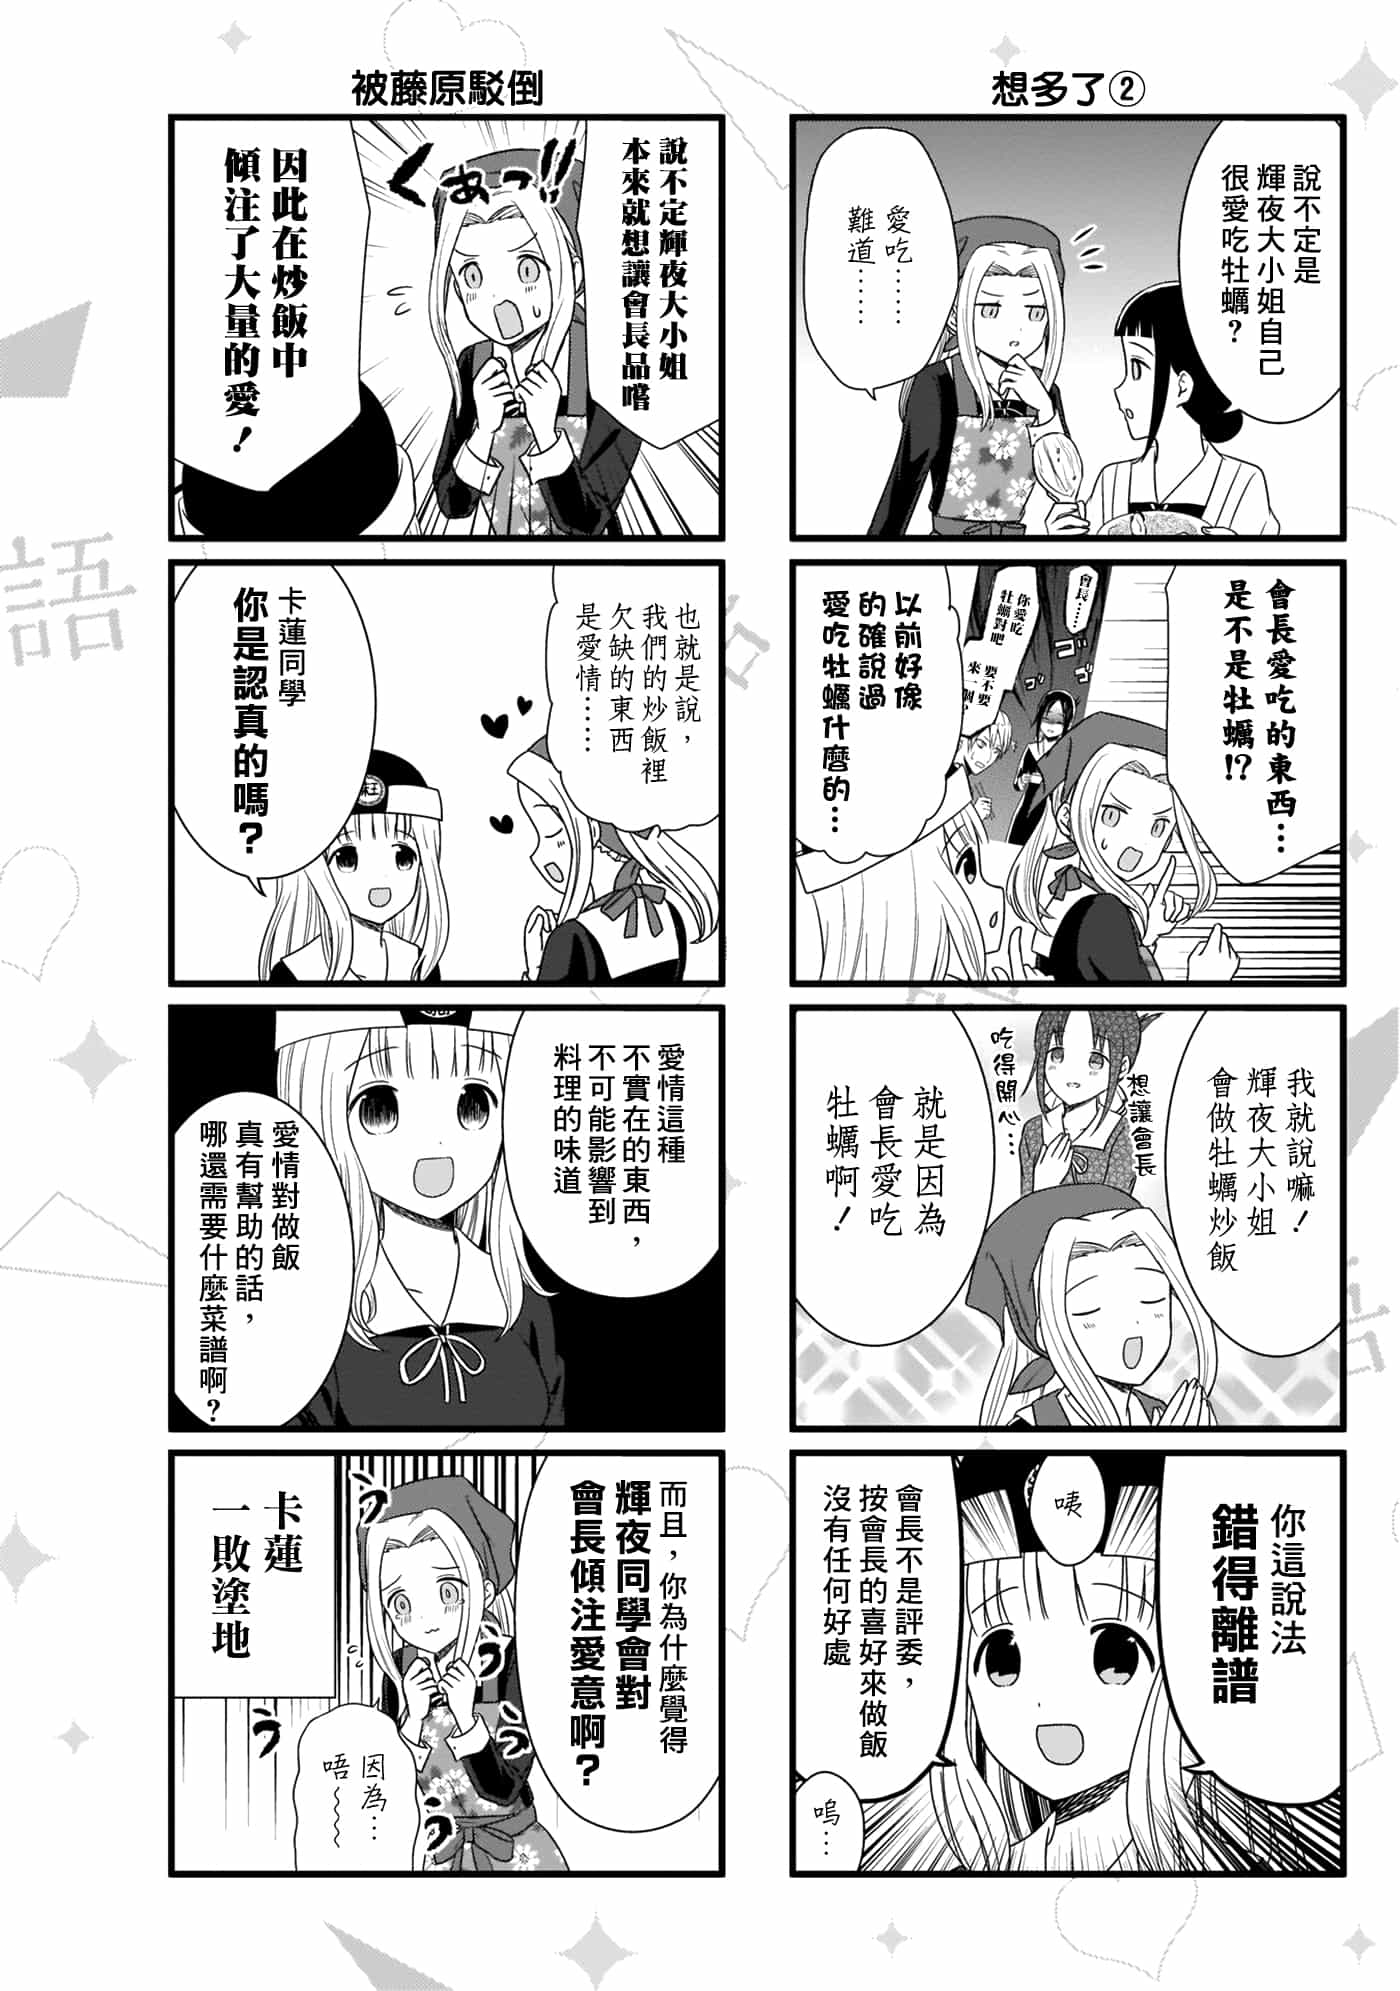 想多了②
說不定是
輝夜大小姐自己
很愛吃牡蠣？
愛吃……
難道……
會長愛吃的東西…
是不是牡蠣!?
會長……
你愛吃
牡蠣對吧
要不要
來一個
ゴゴ
以前好像
的確說過
愛吃牡蠣什麼的…
我就說嘛！
輝夜大小姐
會做牡蠣炒飯
想讓會長
吃得開心…
就是因為
會長愛吃
牡蠣啊！
你這說法
錯得離譜
咦
會長不是評委，
按會長的喜好來做飯
沒有任何好處
嗚…
被藤原駁倒
說不定輝夜大小姐
本來就想讓會長品嚐
くぁっ!!
因此在炒飯中
傾注了大量的愛！
也就是說，
我們的炒飯裡
欠缺的東西
是愛情……
卡蓮同學
你是認真的嗎？
愛情這種
不實在的東西，
不可能影響到
料理的味道
愛情對做飯
真有幫助的話，
哪還需要什麼菜譜啊？
而且，你為什麼覺得
輝夜同學會對
會長傾注愛意啊？
因為…
唔～～
うううう
卡蓮
一敗塗地
語